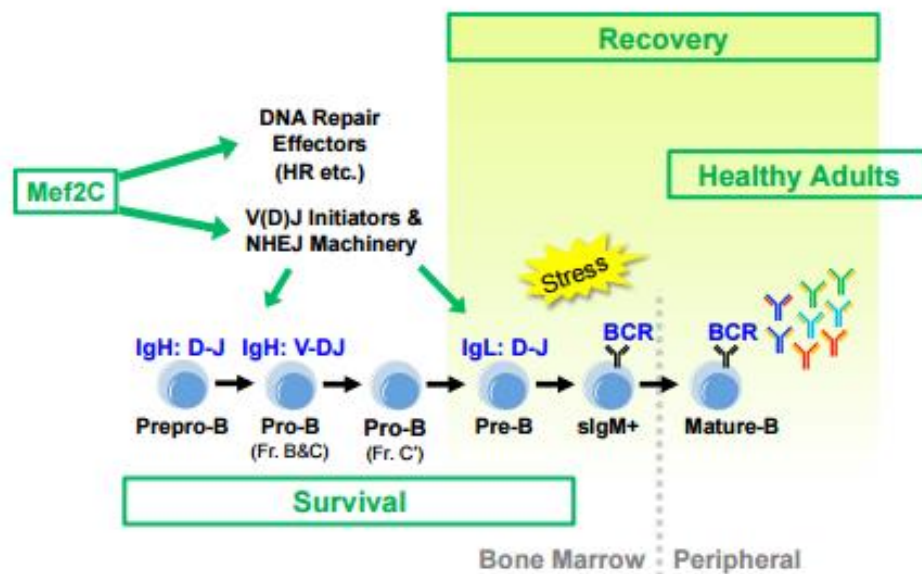 Recovery
DNA Repair
Effectors
(HR etc.)
Mef2C
Healthy Adults
V(D)J Initiators &
NHEJ Machinery
Stress
BCR
BCR
IgH: D-J
IgH: V-DJ
IgL: D-J
Prepro-B
Pro-B
(Fr. B&C)
Pro-B
(Fr. C')
Pre-B
sIgM+
Mature-B
Survival
Bone Marrow
Peripheral